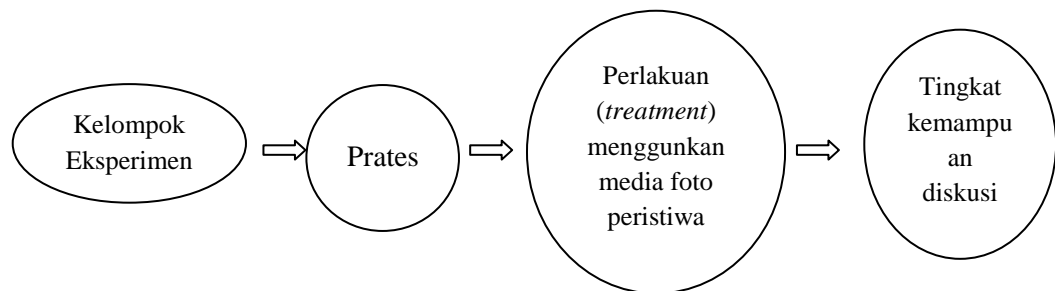 Kelompok
Eksperimen
Prates
Perlakuan
(treatment)
menggunkan
media foto
peristiwa
Tingkat
kemampu
an
diskusi